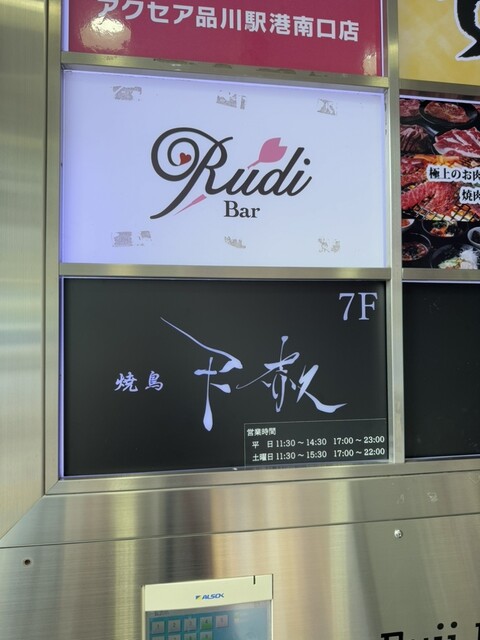 アクセア品川駅港南口店
Rudi
Bar
極上のお肉
焼肉
7F
焼鳥
営業時間
平 日 11:30～14:30 17:00～23:00
土曜日 11:30～15:30 17:00～22:00
ALSOK